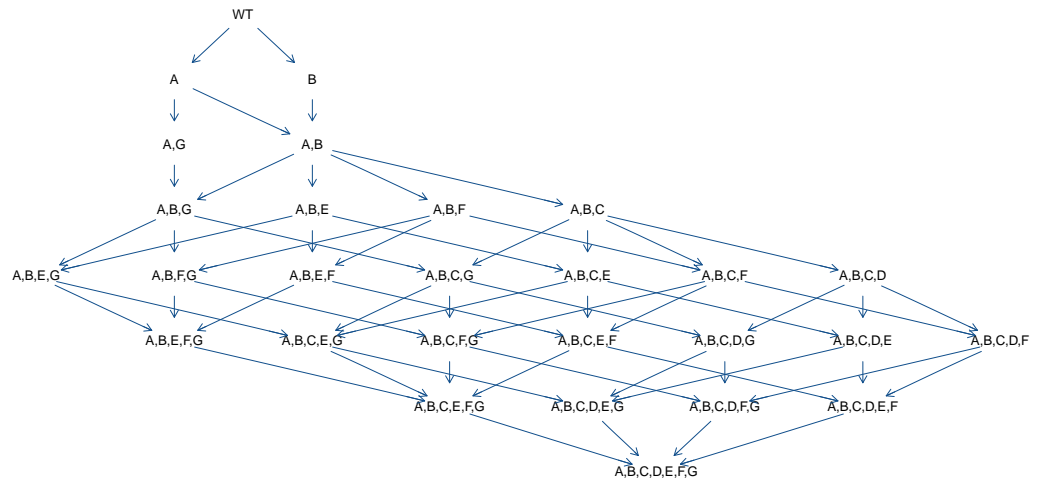 WT
A B
A,G A,B
A,B,G A,B,E A,B,F A,B,C
A,B,E,G A,B,F,G A,B,E,F A,B,C,G A,B,C,E A,B,C,F A,B,C,D
A,B,E,F,G A,B,C,E,G A,B,C,F,G A,B,C,E,F A,B,C,D,G A,B,C,D,E A,B,C,D,F
A,B,C,E,F,G A,B,C,D,E,G A,B,C,D,F,G A,B,C,D,E,F
A,B,C,D,E,F,G